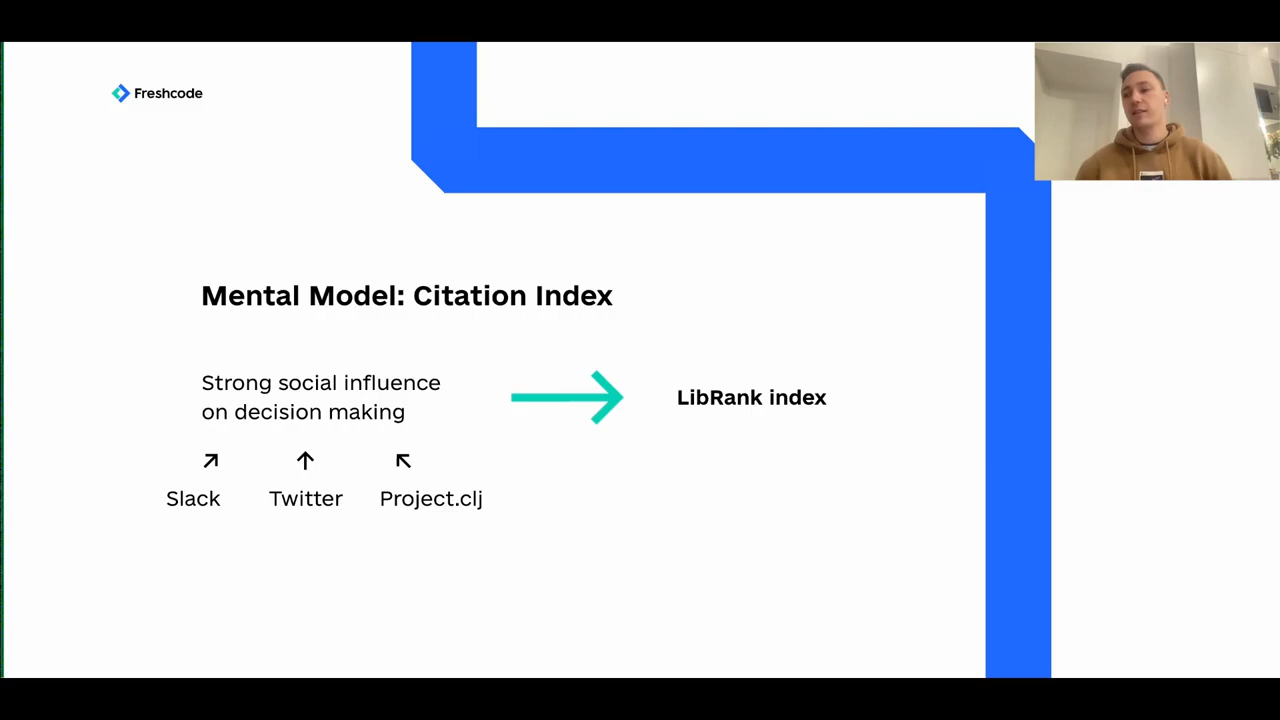 Freshcode
Mental Model: Citation Index
Strong social influence
on decision making
LibRank index
Slack
Twitter
Project.clj